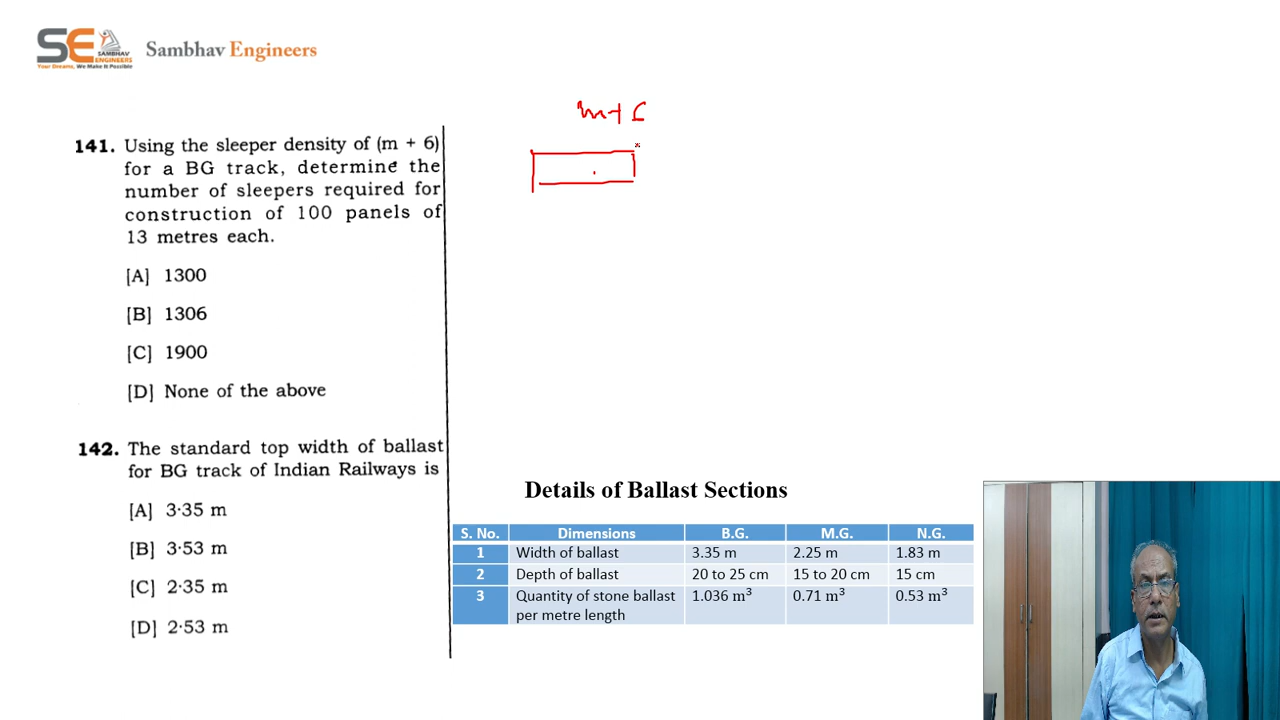 SE
SAMBHAV
ENGINEERS
Your Dreams, We Make It Possible
Sambhav Engineers
m+6
141. Using the sleeper density of (m + 6)
for a BG track, determine the
number of sleepers required for
construction of 100 panels of
13 metres each.
[A] 1300
[B] 1306
[C] 1900
[D] None of the above
142. The standard top width of ballast
for BG track of Indian Railways is
[A] 3·35 m
[B] 3·53 m
[C] 2·35 m
[D] 2·53 m
Details of Ballast Sections
S. No. Dimensions B.G. M.G. N.G.
1 Width of ballast 3.35 m 2.25 m 1.83 m
2 Depth of ballast 20 to 25 cm 15 to 20 cm 15 cm
3 Quantity of stone ballast 1.036 m³ 0.71 m³ 0.53 m³
per metre length